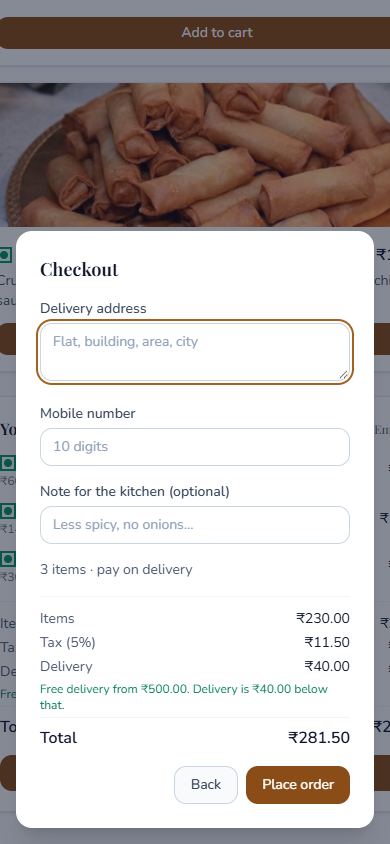 Add to cart
Checkout
Delivery address
Flat, building, area, city
Mobile number
10 digits
Note for the kitchen (optional)
Less spicy, no onions...
3 items · pay on delivery
Items ₹230.00
Tax (5%) ₹11.50
Delivery ₹40.00
Free delivery from ₹500.00. Delivery is ₹40.00 below
that.
Total ₹281.50
Back Place order